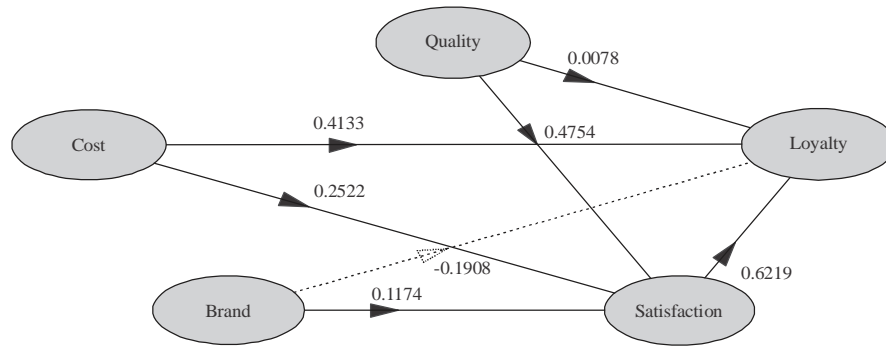 Quality
0.0078
0.4133
0.4754
Cost
Loyalty
0.2522
-0.1908
0.6219
Brand
0.1174
Satisfaction